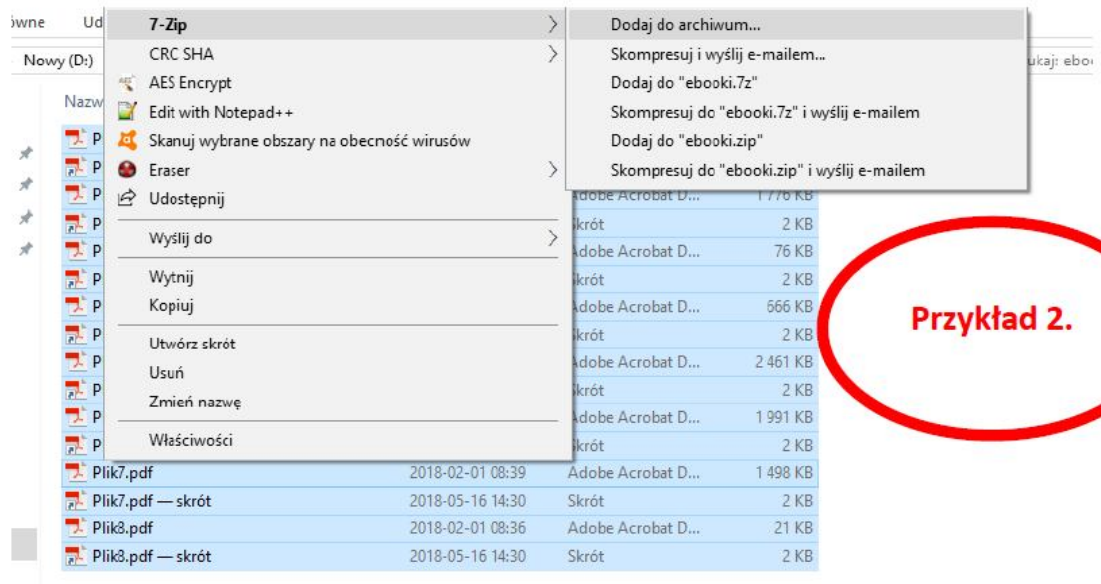 Nowy (D:)
7-Zip
CRC SHA
AES Encrypt
Edit with Notepad++
Skanuj wybrane obszary na obecność wirusów
Eraser
Udostępnij
Wyślij do
Wytnij
Kopiuj
Utwórz skrót
Usuń
Zmień nazwę
Właściwości
Dodaj do archiwum...
Skompresuj i wyślij e-mailem...
Dodaj do "ebooki.7z"
Skompresuj do "ebooki.7z" i wyślij e-mailem
Dodaj do "ebooki.zip"
Skompresuj do "ebooki.zip" i wyślij e-mailem
Adobe Acrobat D... 1 776 KB
Skrót 2 KB
Adobe Acrobat D... 76 KB
Skrót 2 KB
Adobe Acrobat D... 666 KB
Skrót 2 KB
Adobe Acrobat D... 2 461 KB
Skrót 2 KB
Adobe Acrobat D... 1 991 KB
Skrót 2 KB
Plik7.pdf 2018-02-01 08:39 Adobe Acrobat D... 1 498 KB
Plik7.pdf — skrót 2018-05-16 14:30 Skrót 2 KB
Plik8.pdf 2018-02-01 08:36 Adobe Acrobat D... 21 KB
Plik8.pdf — skrót 2018-05-16 14:30 Skrót 2 KB
Przykład 2.